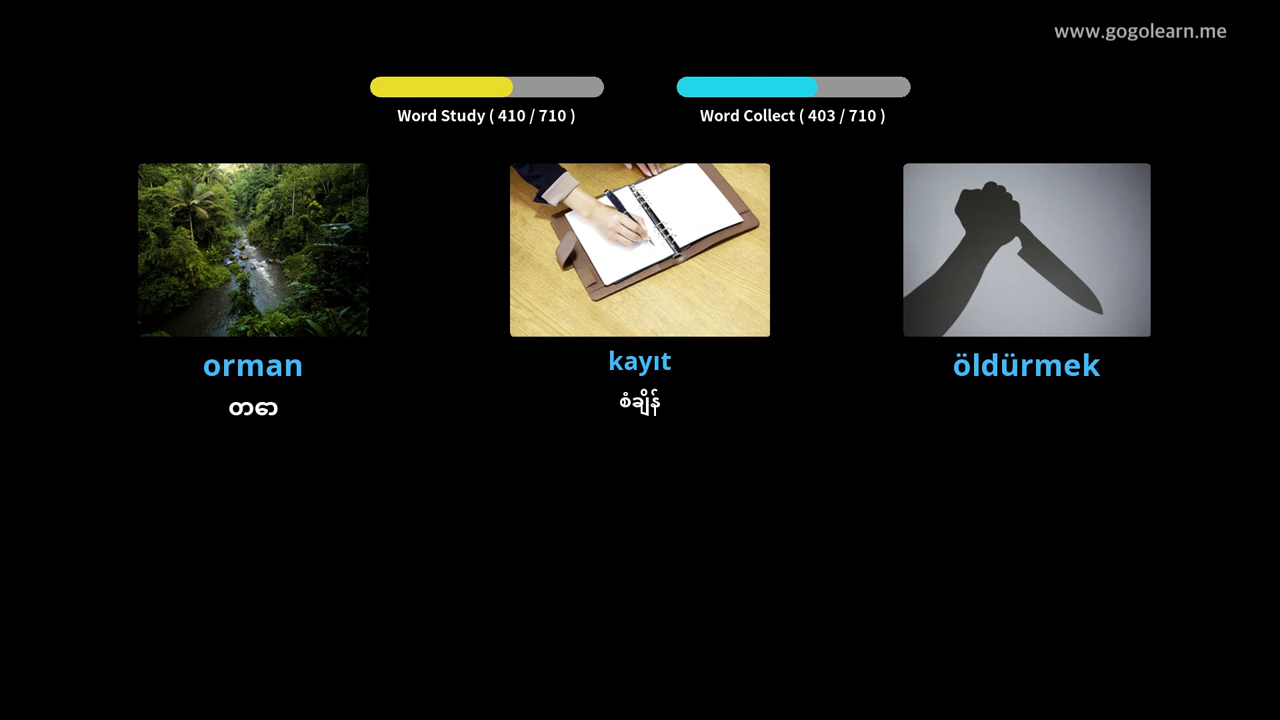 www.gogolearn.me
Word Study ( 410 / 710 )
Word Collect ( 403 / 710 )
orman
တော
kayıt
စံချိန်
öldürmek